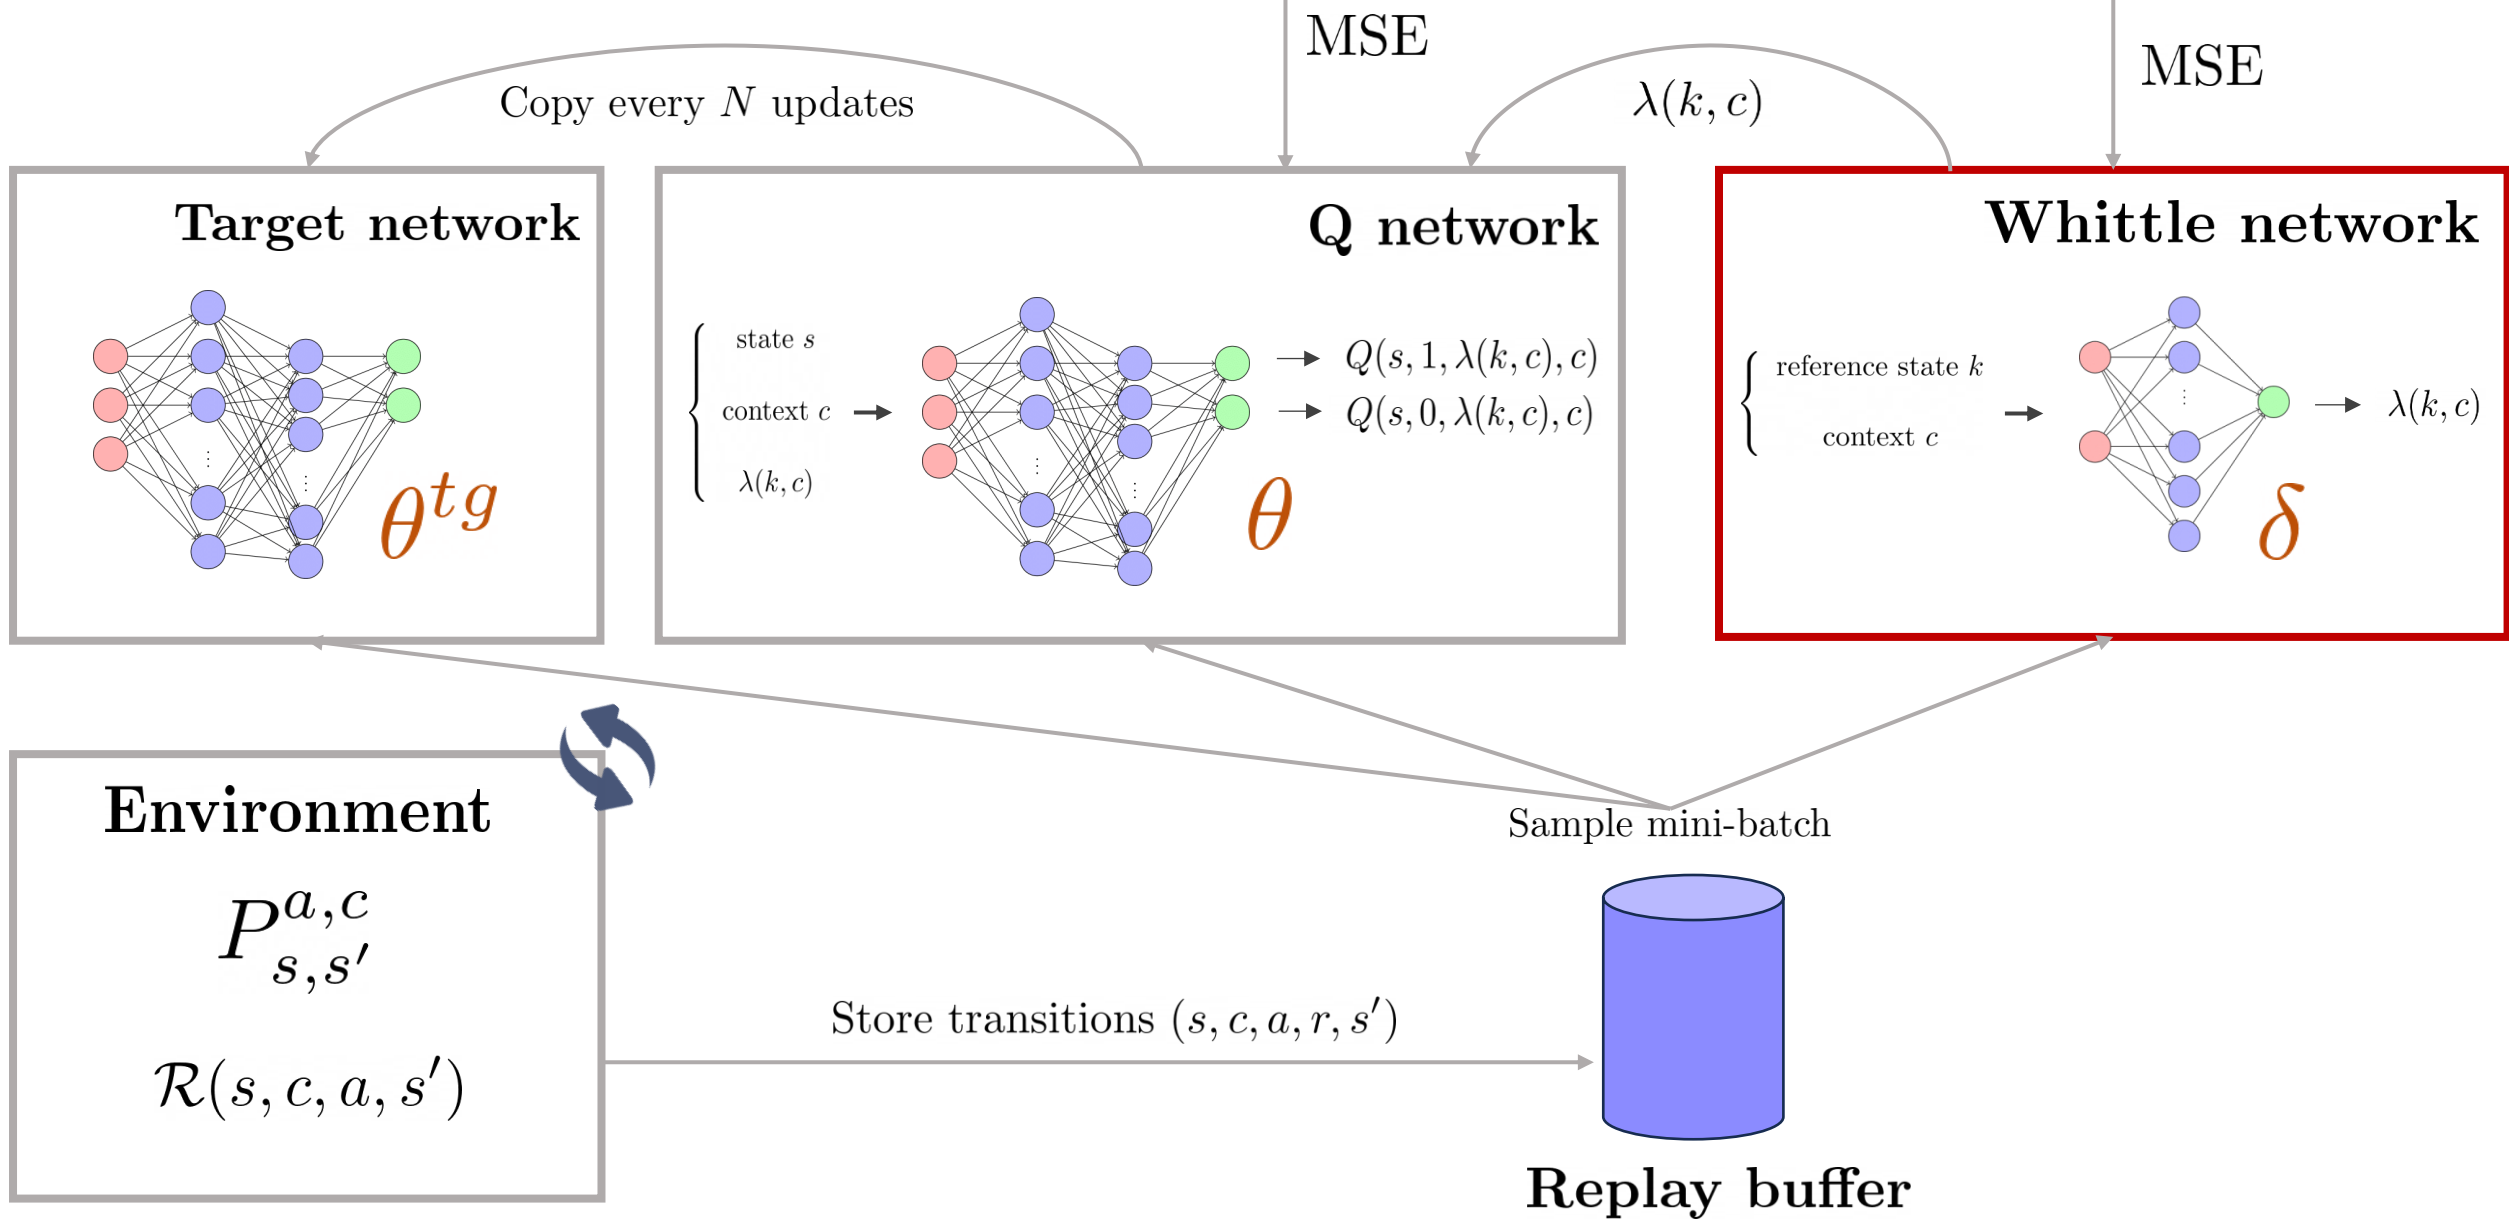 MSE
MSE
Copy every N updates
λ(k, c)
Target network
Q network
Whittle network
state s
context c
λ(k, c)
Q(s, 1, λ(k, c), c)
Q(s, 0, λ(k, c), c)
reference state k
context c
λ(k, c)
θ^{tg}
θ
δ
Environment
P^{a,c}_{s,s′}
R(s, c, a, s′)
Sample mini-batch
Store transitions (s, c, a, r, s′)
Replay buffer